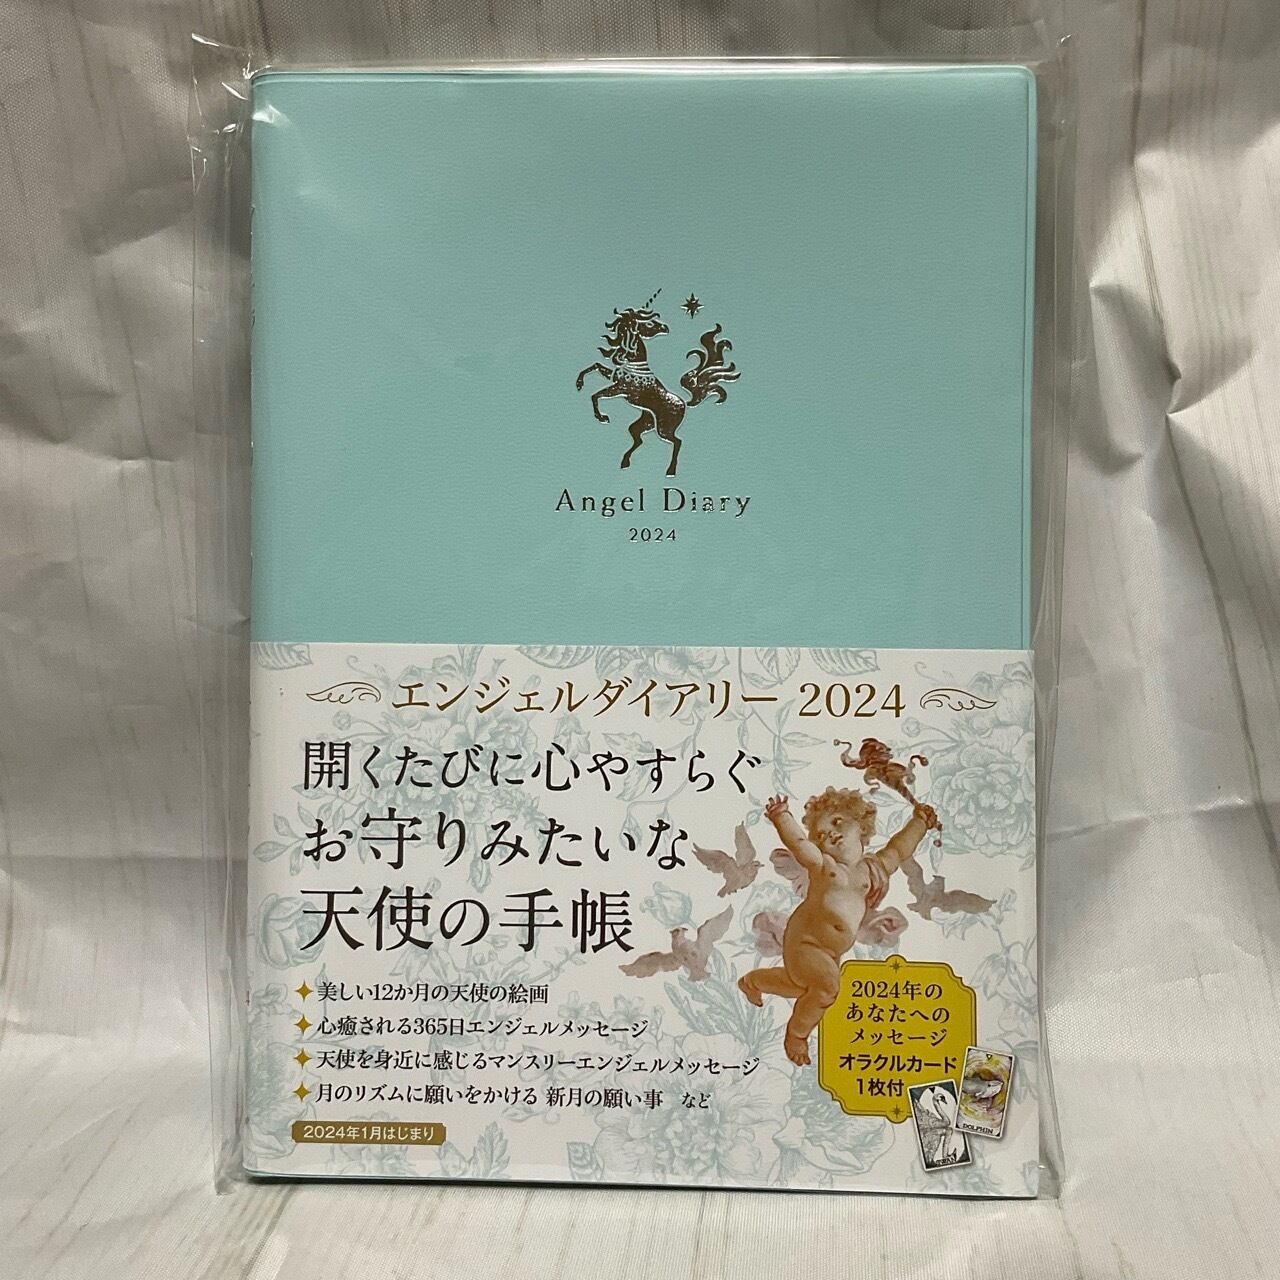 Angel Diary
2024
エンジェルダイアリー 2024
開くたびに心やすらぐ
お守りみたいな
天使の手帳
美しい12か月の天使の絵画
心癒される365日エンジェルメッセージ
天使を身近に感じるマンスリーエンジェルメッセージ
月のリズムに願いをかける 新月の願い事 など
2024年1月はじまり
2024年の
あなたへの
メッセージ
オラクルカード
1枚付
DOLPHIN